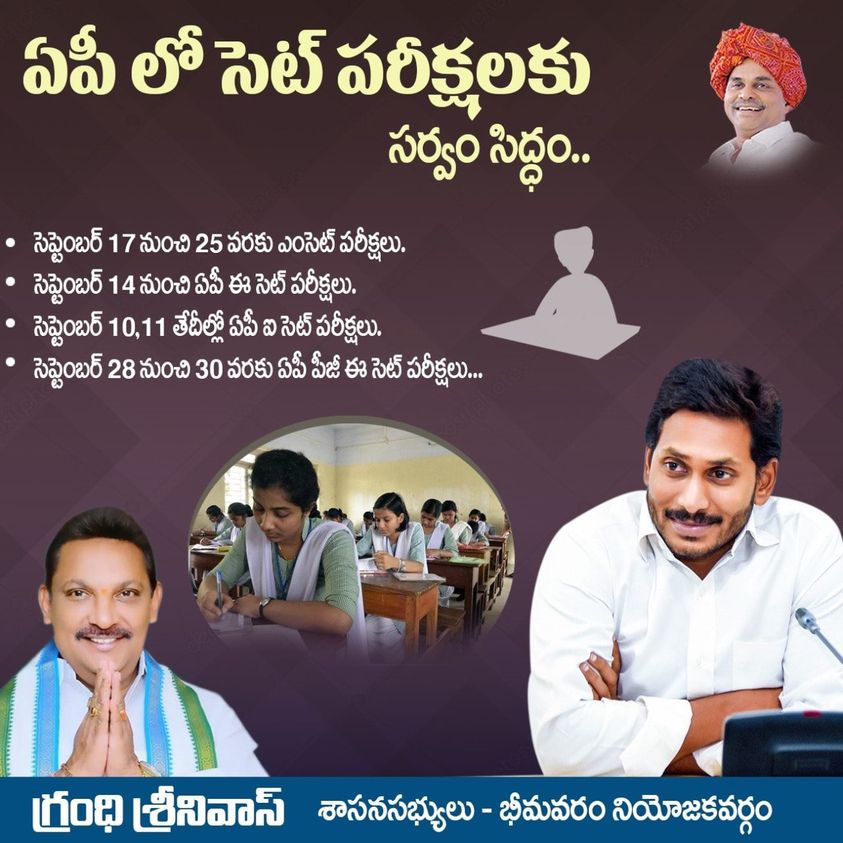 ఏపీ లో సెట్ పరీక్షలకు
సర్వం సిద్ధం..
• సెప్టెంబర్ 17 నుంచి 25 వరకు ఎంసెట్ పరీక్షలు.
• సెప్టెంబర్ 14 నుంచి ఏపీ ఈ సెట్ పరీక్షలు.
• సెప్టెంబర్ 10,11 తేదీల్లో ఏపీ ఐ సెట్ పరీక్షలు.
• సెప్టెంబర్ 28 నుంచి 30 వరకు ఏపీ పీజీ ఈ సెట్ పరీక్షలు...
గ్రంధి శ్రీనివాస్ శాసనసభ్యులు - భీమవరం నియోజకవర్గం